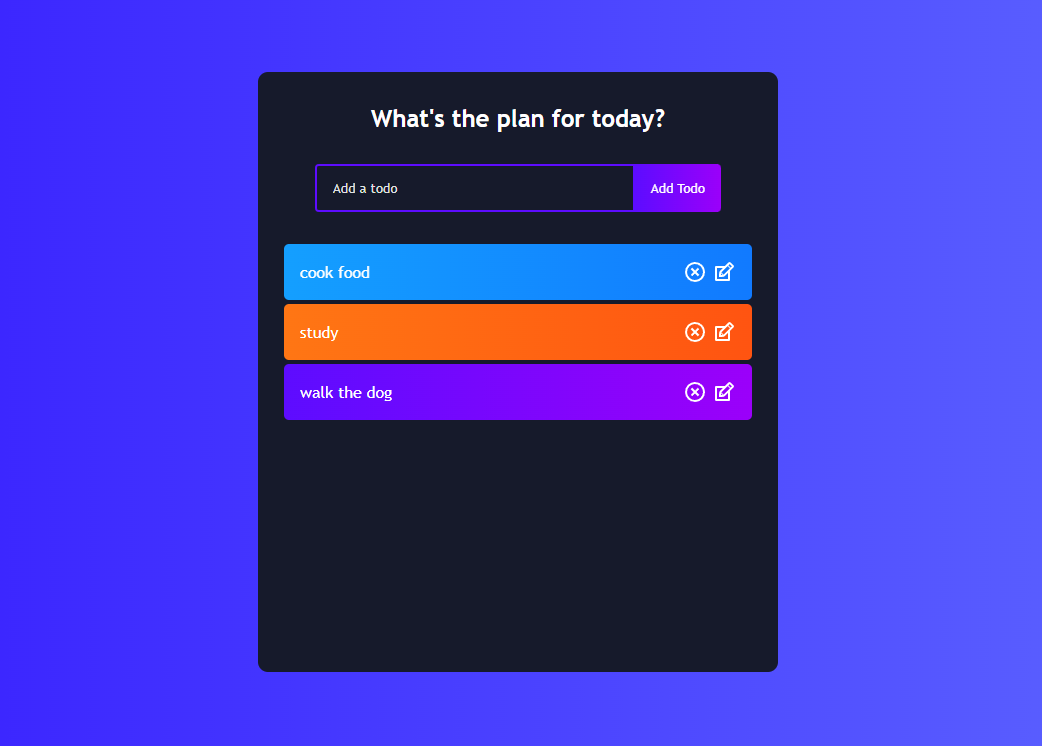 What's the plan for today?
Add a todo
Add Todo
cook food
study
walk the dog